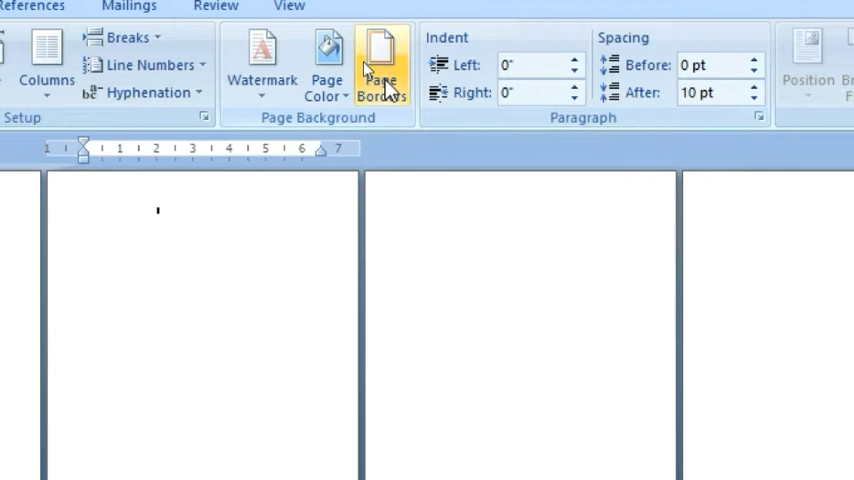 References Mailings Review View
Breaks
Line Numbers
Hyphenation
Columns
Setup
Watermark
Page
Color
Page
Borders
Page Background
Indent
Left: 0"
Right: 0"
Spacing
Before: 0 pt
After: 10 pt
Paragraph
Position
1 1 2 3 4 5 6 7